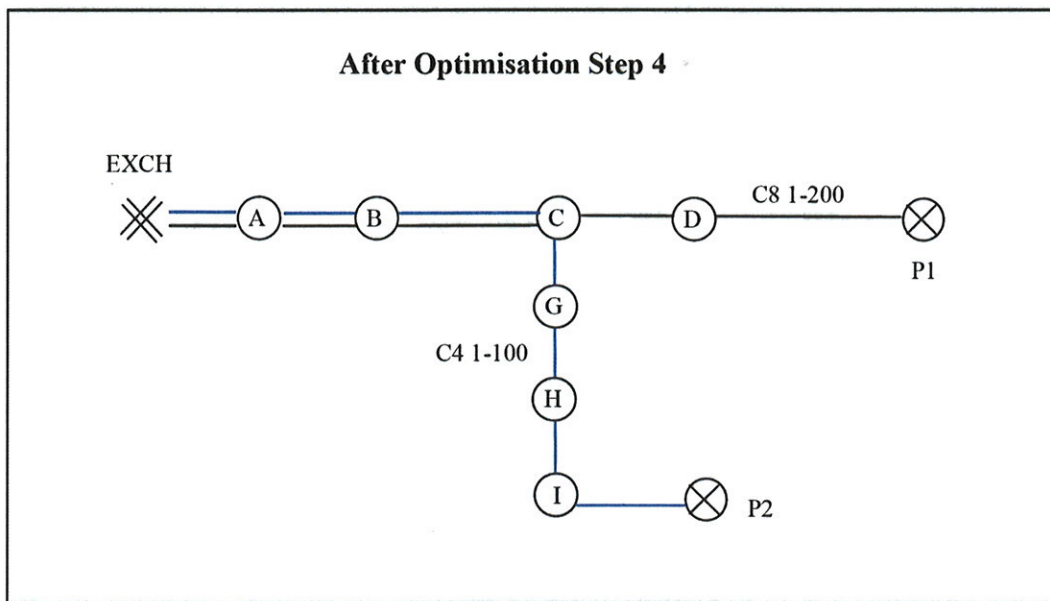 After Optimisation Step 4
EXCH
A
B
C
D
C8 1-200
P1
G
C4 1-100
H
I
P2